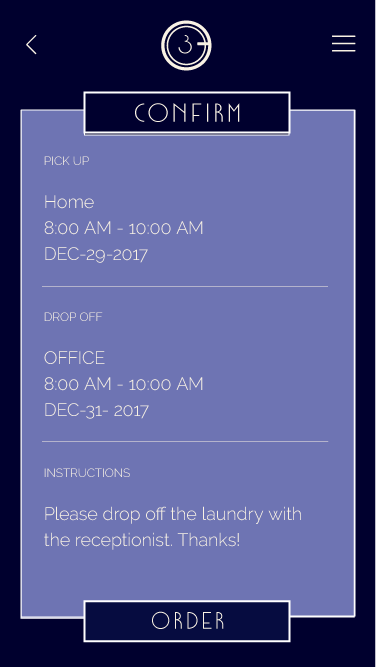 3
CONFIRM
PICK UP
Home
8:00 AM - 10:00 AM
DEC-29-2017
DROP OFF
OFFICE
8:00 AM - 10:00 AM
DEC-31- 2017
INSTRUCTIONS
Please drop off the laundry with
the receptionist. Thanks!
ORDER